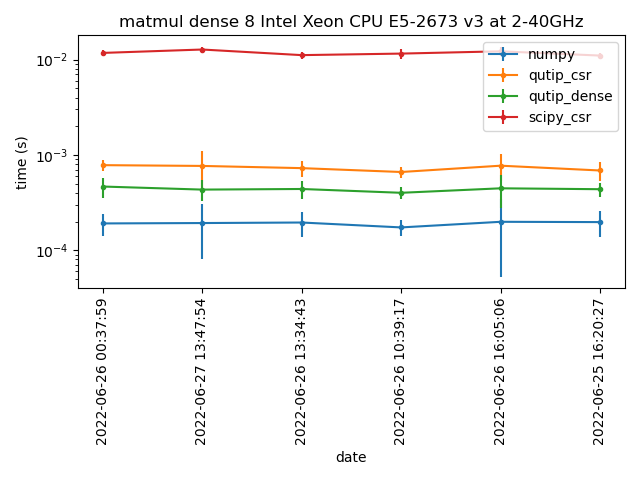 matmul dense 8 Intel Xeon CPU E5-2673 v3 at 2-40GHz
numpy
qutip_csr
qutip_dense
scipy_csr
time (s)
10⁻²
10⁻³
10⁻⁴
2022-06-26 00:37:59
2022-06-27 13:47:54
2022-06-26 13:34:43
2022-06-26 10:39:17
2022-06-26 16:05:06
2022-06-25 16:20:27
date